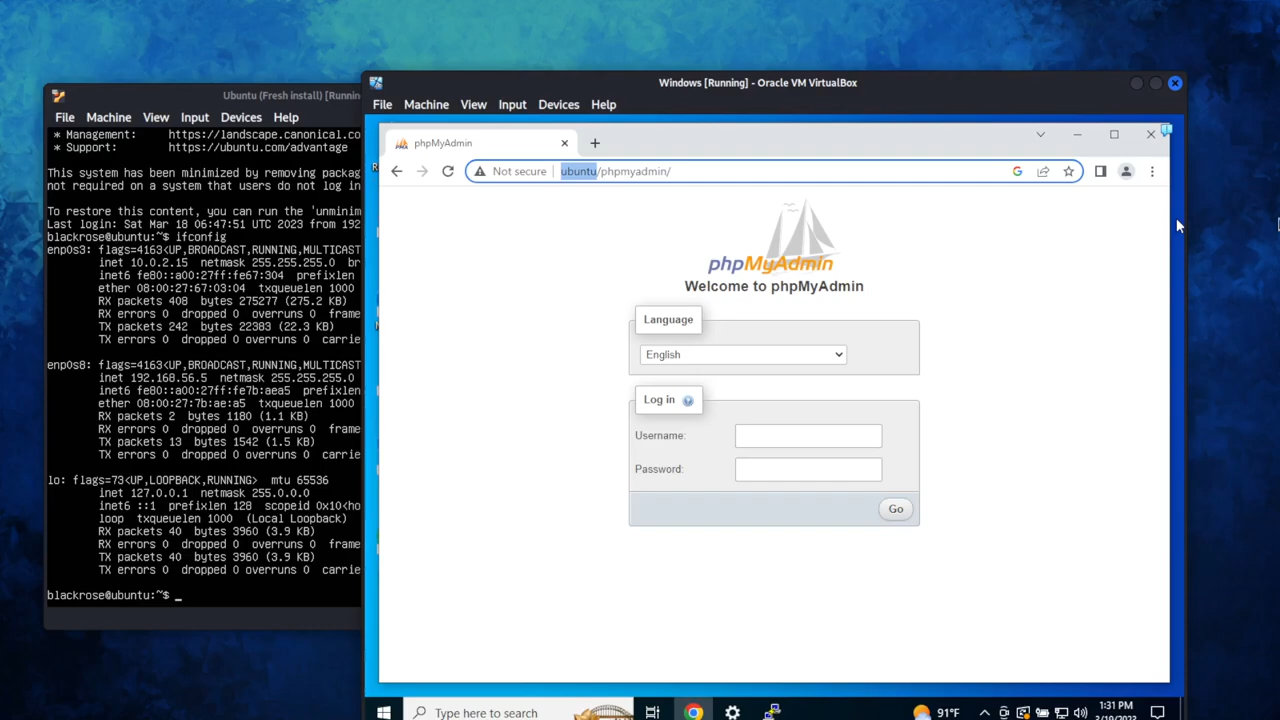 Ubuntu (Fresh install) [Runnin
File Machine View Input Devices Help
* Management: https://landscape.canonical.co
* Support: https://ubuntu.com/advantage
This system has been minimized by removing packag
not required on a system that users do not log in
To restore this content, you can run the 'unminim
Last login: Sat Mar 18 06:47:51 UTC 2023 from 192
blackrose@ubuntu:~$ ifconfig
enp0s3: flags=4163<UP,BROADCAST,RUNNING,MULTICAST
inet 10.0.2.15 netmask 255.255.255.0 br
inet6 fe80::a00:27ff:fe67:304 prefixlen
ether 08:00:27:67:03:04 txqueuelen 1000
RX packets 408 bytes 275277 (275.2 KB)
RX errors 0 dropped 0 overruns 0 frame
TX packets 242 bytes 22383 (22.3 KB)
TX errors 0 dropped 0 overruns 0 carrie
enp0s8: flags=4163<UP,BROADCAST,RUNNING,MULTICAST
inet 192.168.56.5 netmask 255.255.255.0
inet6 fe80::a00:27ff:fe7b:aea5 prefixlen
ether 08:00:27:7b:ae:a5 txqueuelen 1000
RX packets 2 bytes 1180 (1.1 KB)
RX errors 0 dropped 0 overruns 0 frame
TX packets 13 bytes 1542 (1.5 KB)
TX errors 0 dropped 0 overruns 0 carrie
lo: flags=73<UP,LOOPBACK,RUNNING> mtu 65536
inet 127.0.0.1 netmask 255.0.0.0
inet6 ::1 prefixlen 128 scopeid 0x10<ho
loop txqueuelen 1000 (Local Loopback)
RX packets 40 bytes 3960 (3.9 KB)
RX errors 0 dropped 0 overruns 0 frame
TX packets 40 bytes 3960 (3.9 KB)
TX errors 0 dropped 0 overruns 0 carrie
blackrose@ubuntu:~$ _
Windows [Running] - Oracle VM VirtualBox
File Machine View Input Devices Help
phpMyAdmin
Not secure ubuntu/phpmyadmin/
phpMyAdmin
Welcome to phpMyAdmin
Language
English
Log in
Username:
Password:
Go
Type here to search
91°F
1:31 PM